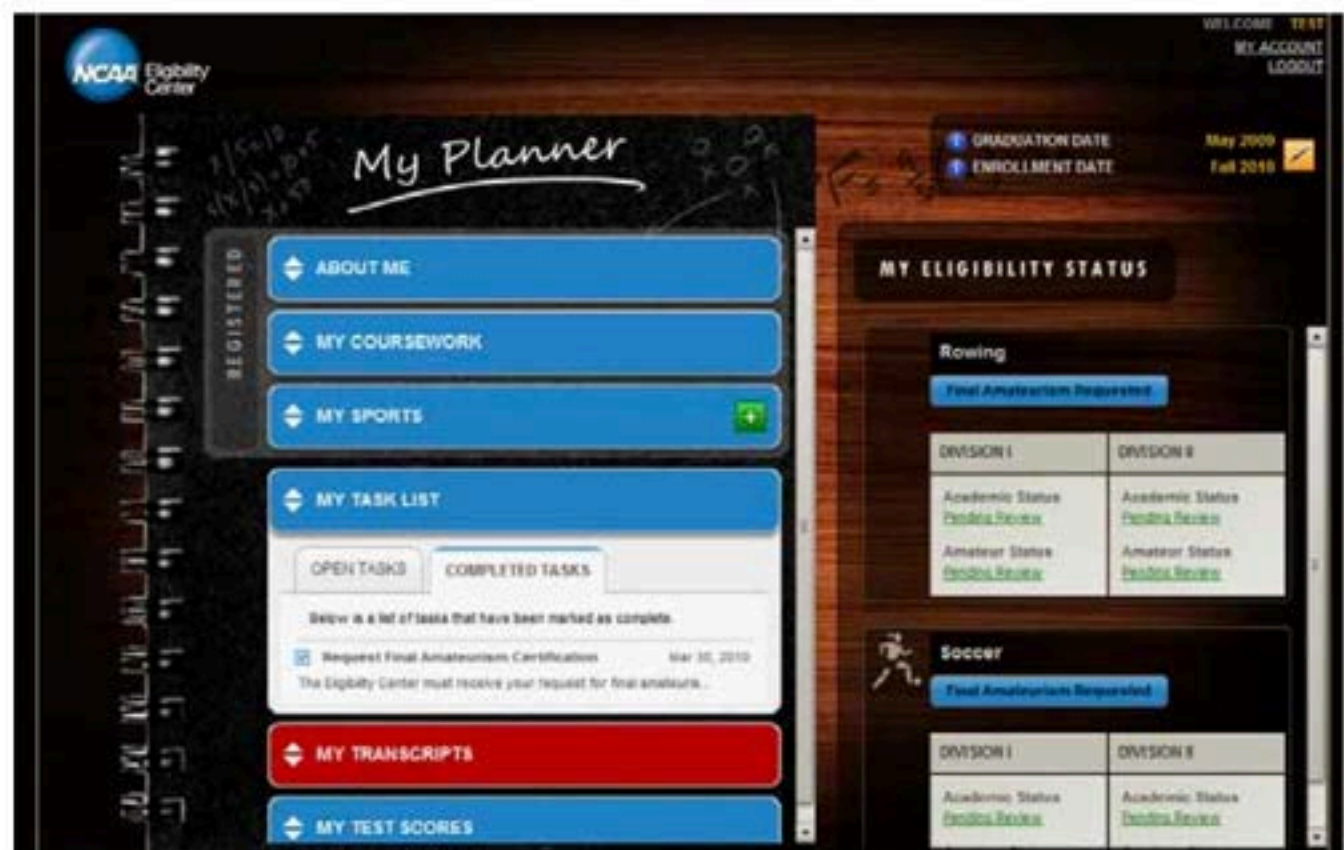 WELCOME TEST
MY ACCOUNT
LOGOUT
NCAA Eligibility
Center
My Planner
GRADUATION DATE May 2009
ENROLLMENT DATE Fall 2010
REGISTERED
ABOUT ME
MY COURSEWORK
MY SPORTS
MY TASK LIST
OPEN TASKS COMPLETED TASKS
Below is a list of tasks that have been marked as complete.
Request Final Amateurism Certification Mar 30, 2010
The Eligibility Center must receive your request for final amateuris...
MY TRANSCRIPTS
MY TEST SCORES
MY ELIGIBILITY STATUS
Rowing
Final Amateurism Requested
DIVISION I DIVISION II
Academic Status Academic Status
Pending Review Pending Review
Amateur Status Amateur Status
Pending Review Pending Review
Soccer
Final Amateurism Requested
DIVISION I DIVISION II
Academic Status Academic Status
Pending Review Pending Review